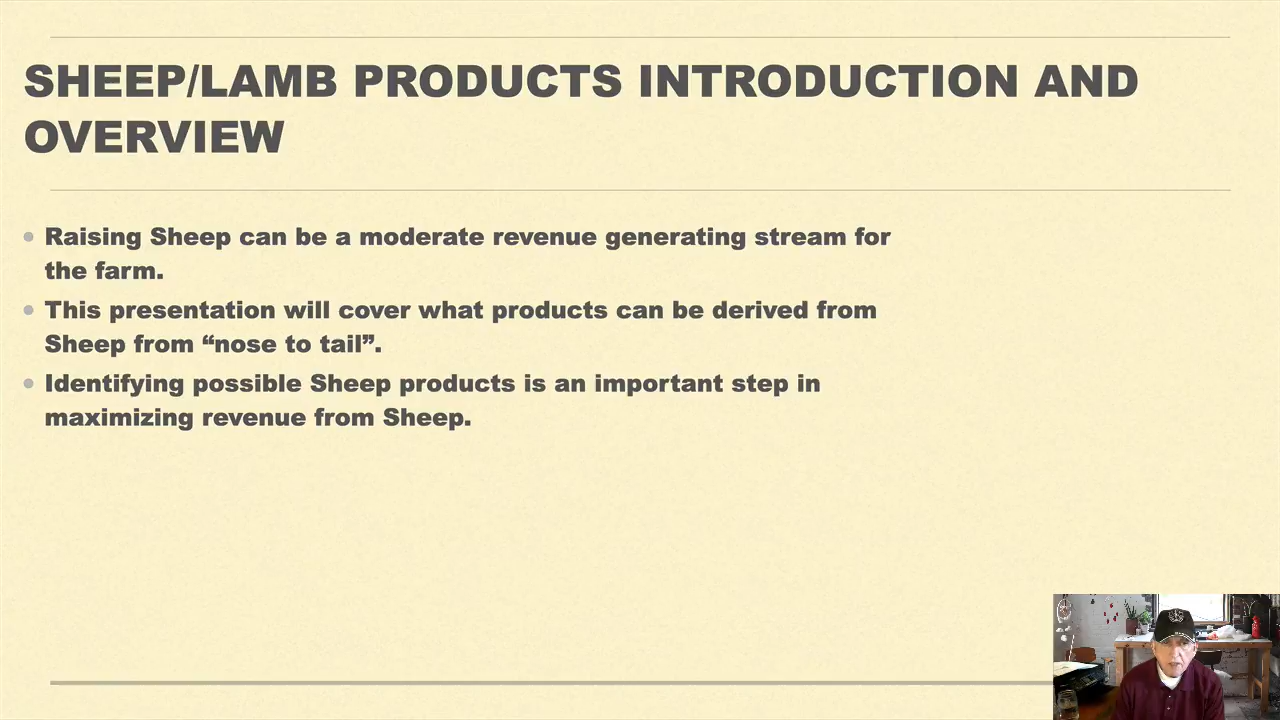 SHEEP/LAMB PRODUCTS INTRODUCTION AND
OVERVIEW
Raising Sheep can be a moderate revenue generating stream for
the farm.
This presentation will cover what products can be derived from
Sheep from “nose to tail”.
Identifying possible Sheep products is an important step in
maximizing revenue from Sheep.